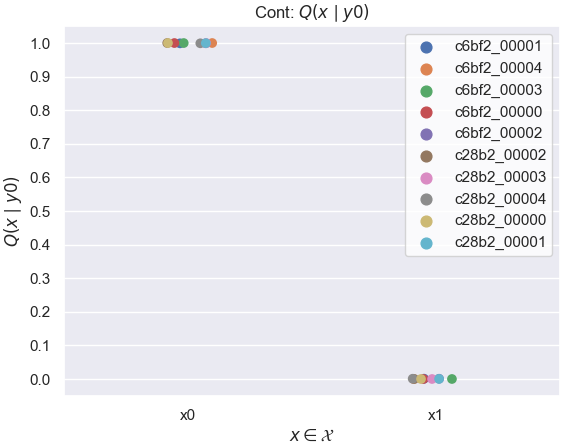 Cont: Q(x | y0)
Q(x | y0)
1.0
0.9
0.8
0.7
0.6
0.5
0.4
0.3
0.2
0.1
0.0
c6bf2_00001
c6bf2_00004
c6bf2_00003
c6bf2_00000
c6bf2_00002
c28b2_00002
c28b2_00003
c28b2_00004
c28b2_00000
c28b2_00001
x0 x1
x ∈ 𝒳